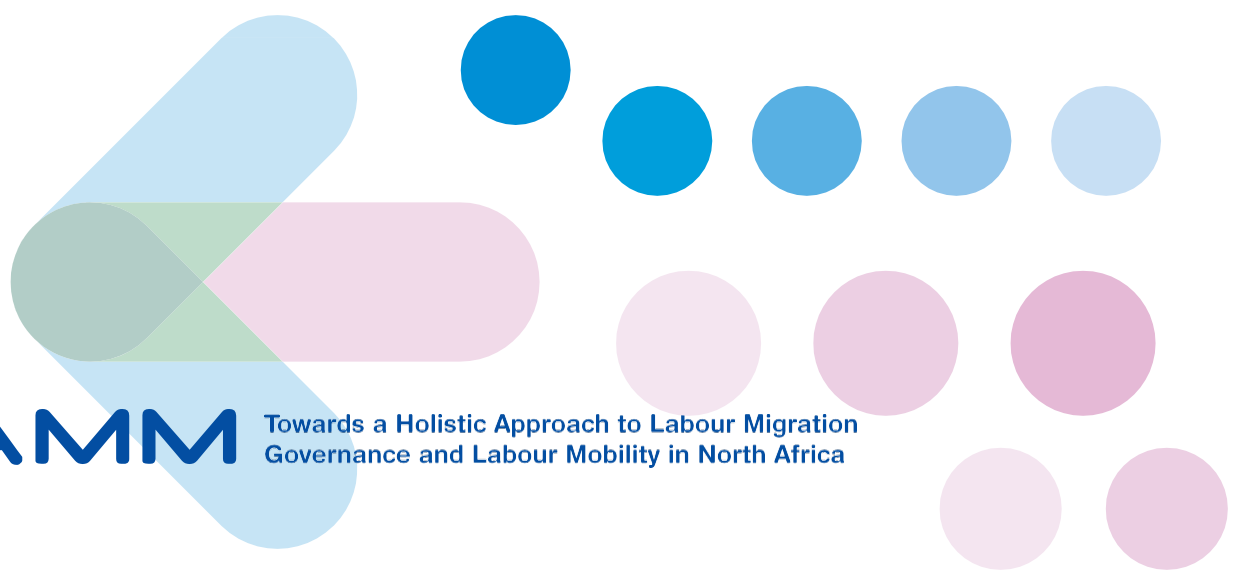 AMM
Towards a Holistic Approach to Labour Migration
Governance and Labour Mobility in North Africa